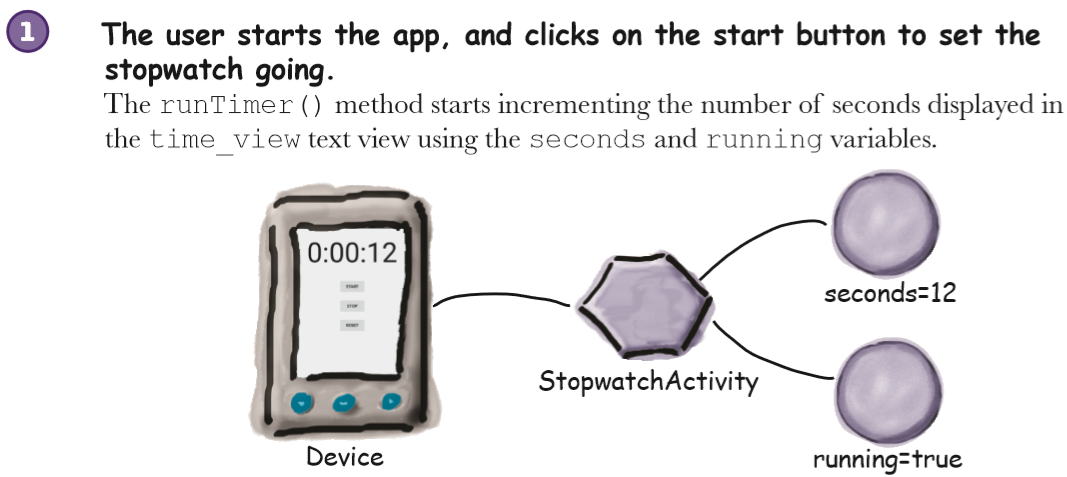 1
The user starts the app, and clicks on the start button to set the
stopwatch going.
The runTimer() method starts incrementing the number of seconds displayed in
the time_view text view using the seconds and running variables.
0:00:12
START
STOP
RESET
seconds=12
StopwatchActivity
Device
running=true